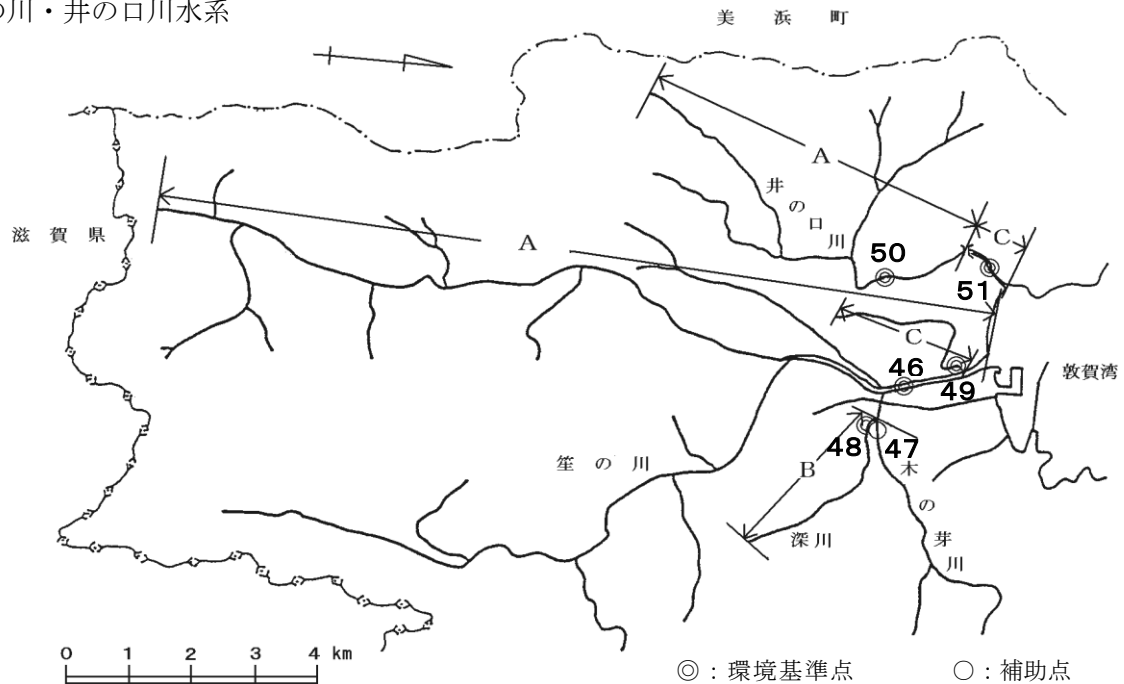 の川・井の口川水系
美浜町
滋賀県
A
A
井の口川
C
50
51
C
46
49
敦賀湾
笙の川
48
47
B
木の芽川
深川
0 1 2 3 4 km
◎：環境基準点 ○：補助点